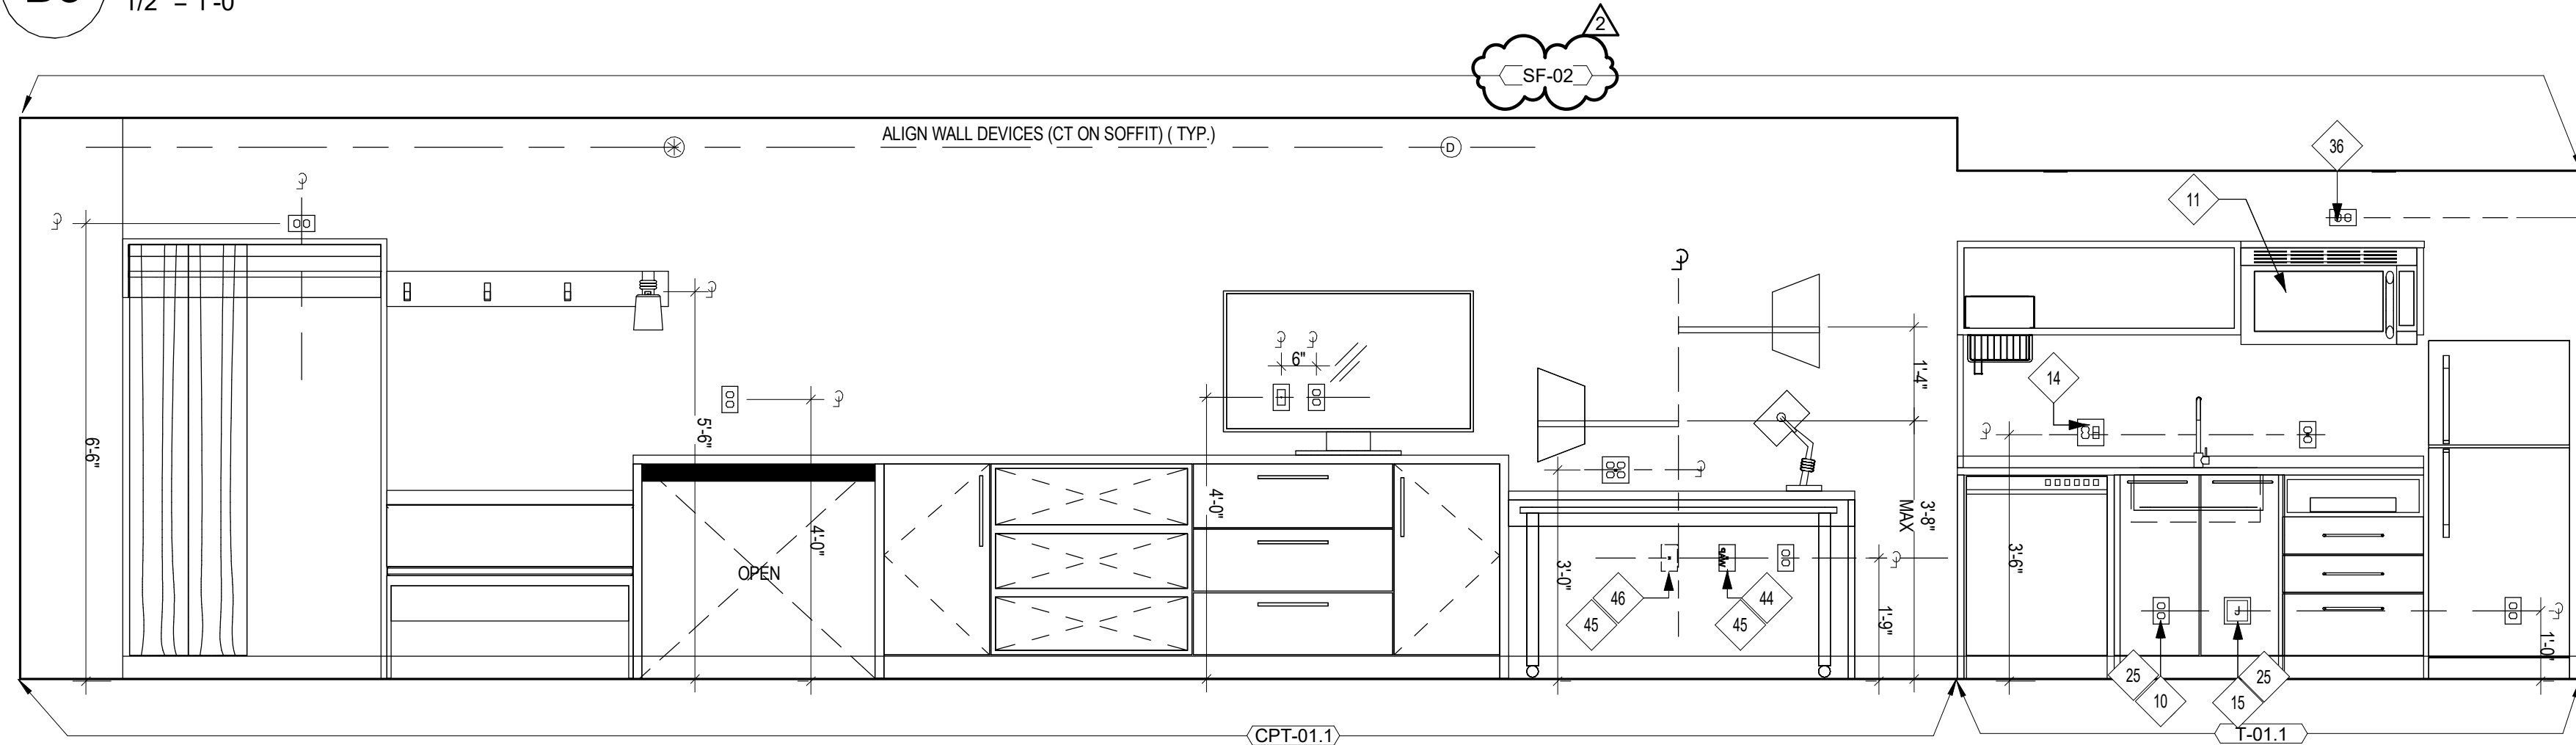 1/2" = 1'-0"
2
SF-02
ALIGN WALL DEVICES (CT ON SOFFIT) ( TYP.)
D
36
11
6"
14
1'-4"
6'-6"
5'-6"
4'-0"
4'-0"
3'-0"
3'-8"
MAX
3'-6"
OPEN
46
45
44
45
1'-9"
J
1'-0"
25
10
25
15
CPT-01.1
T-01.1